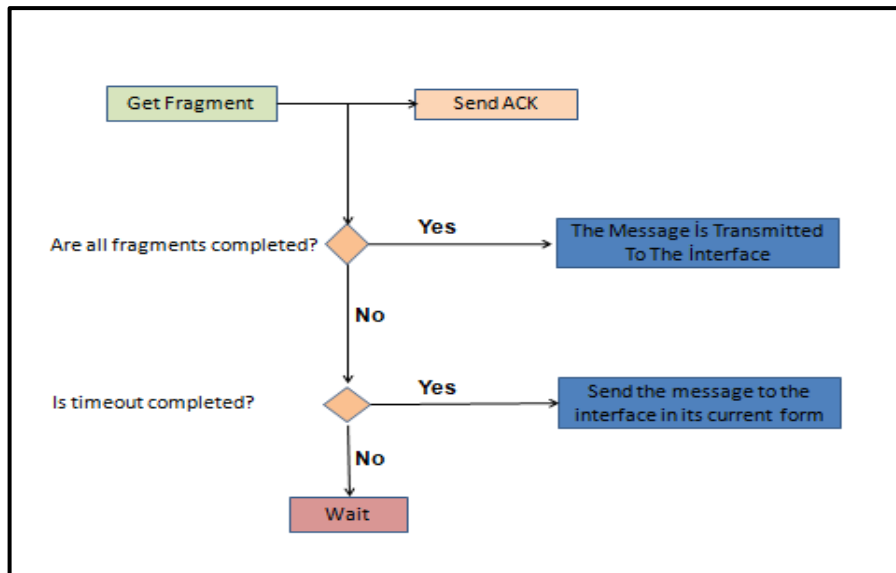 Get Fragment
Send ACK
Yes
Are all fragments completed?
The Message İs Transmitted
To The İnterface
No
Yes
Is timeout completed?
Send the message to the
interface in its current form
No
Wait